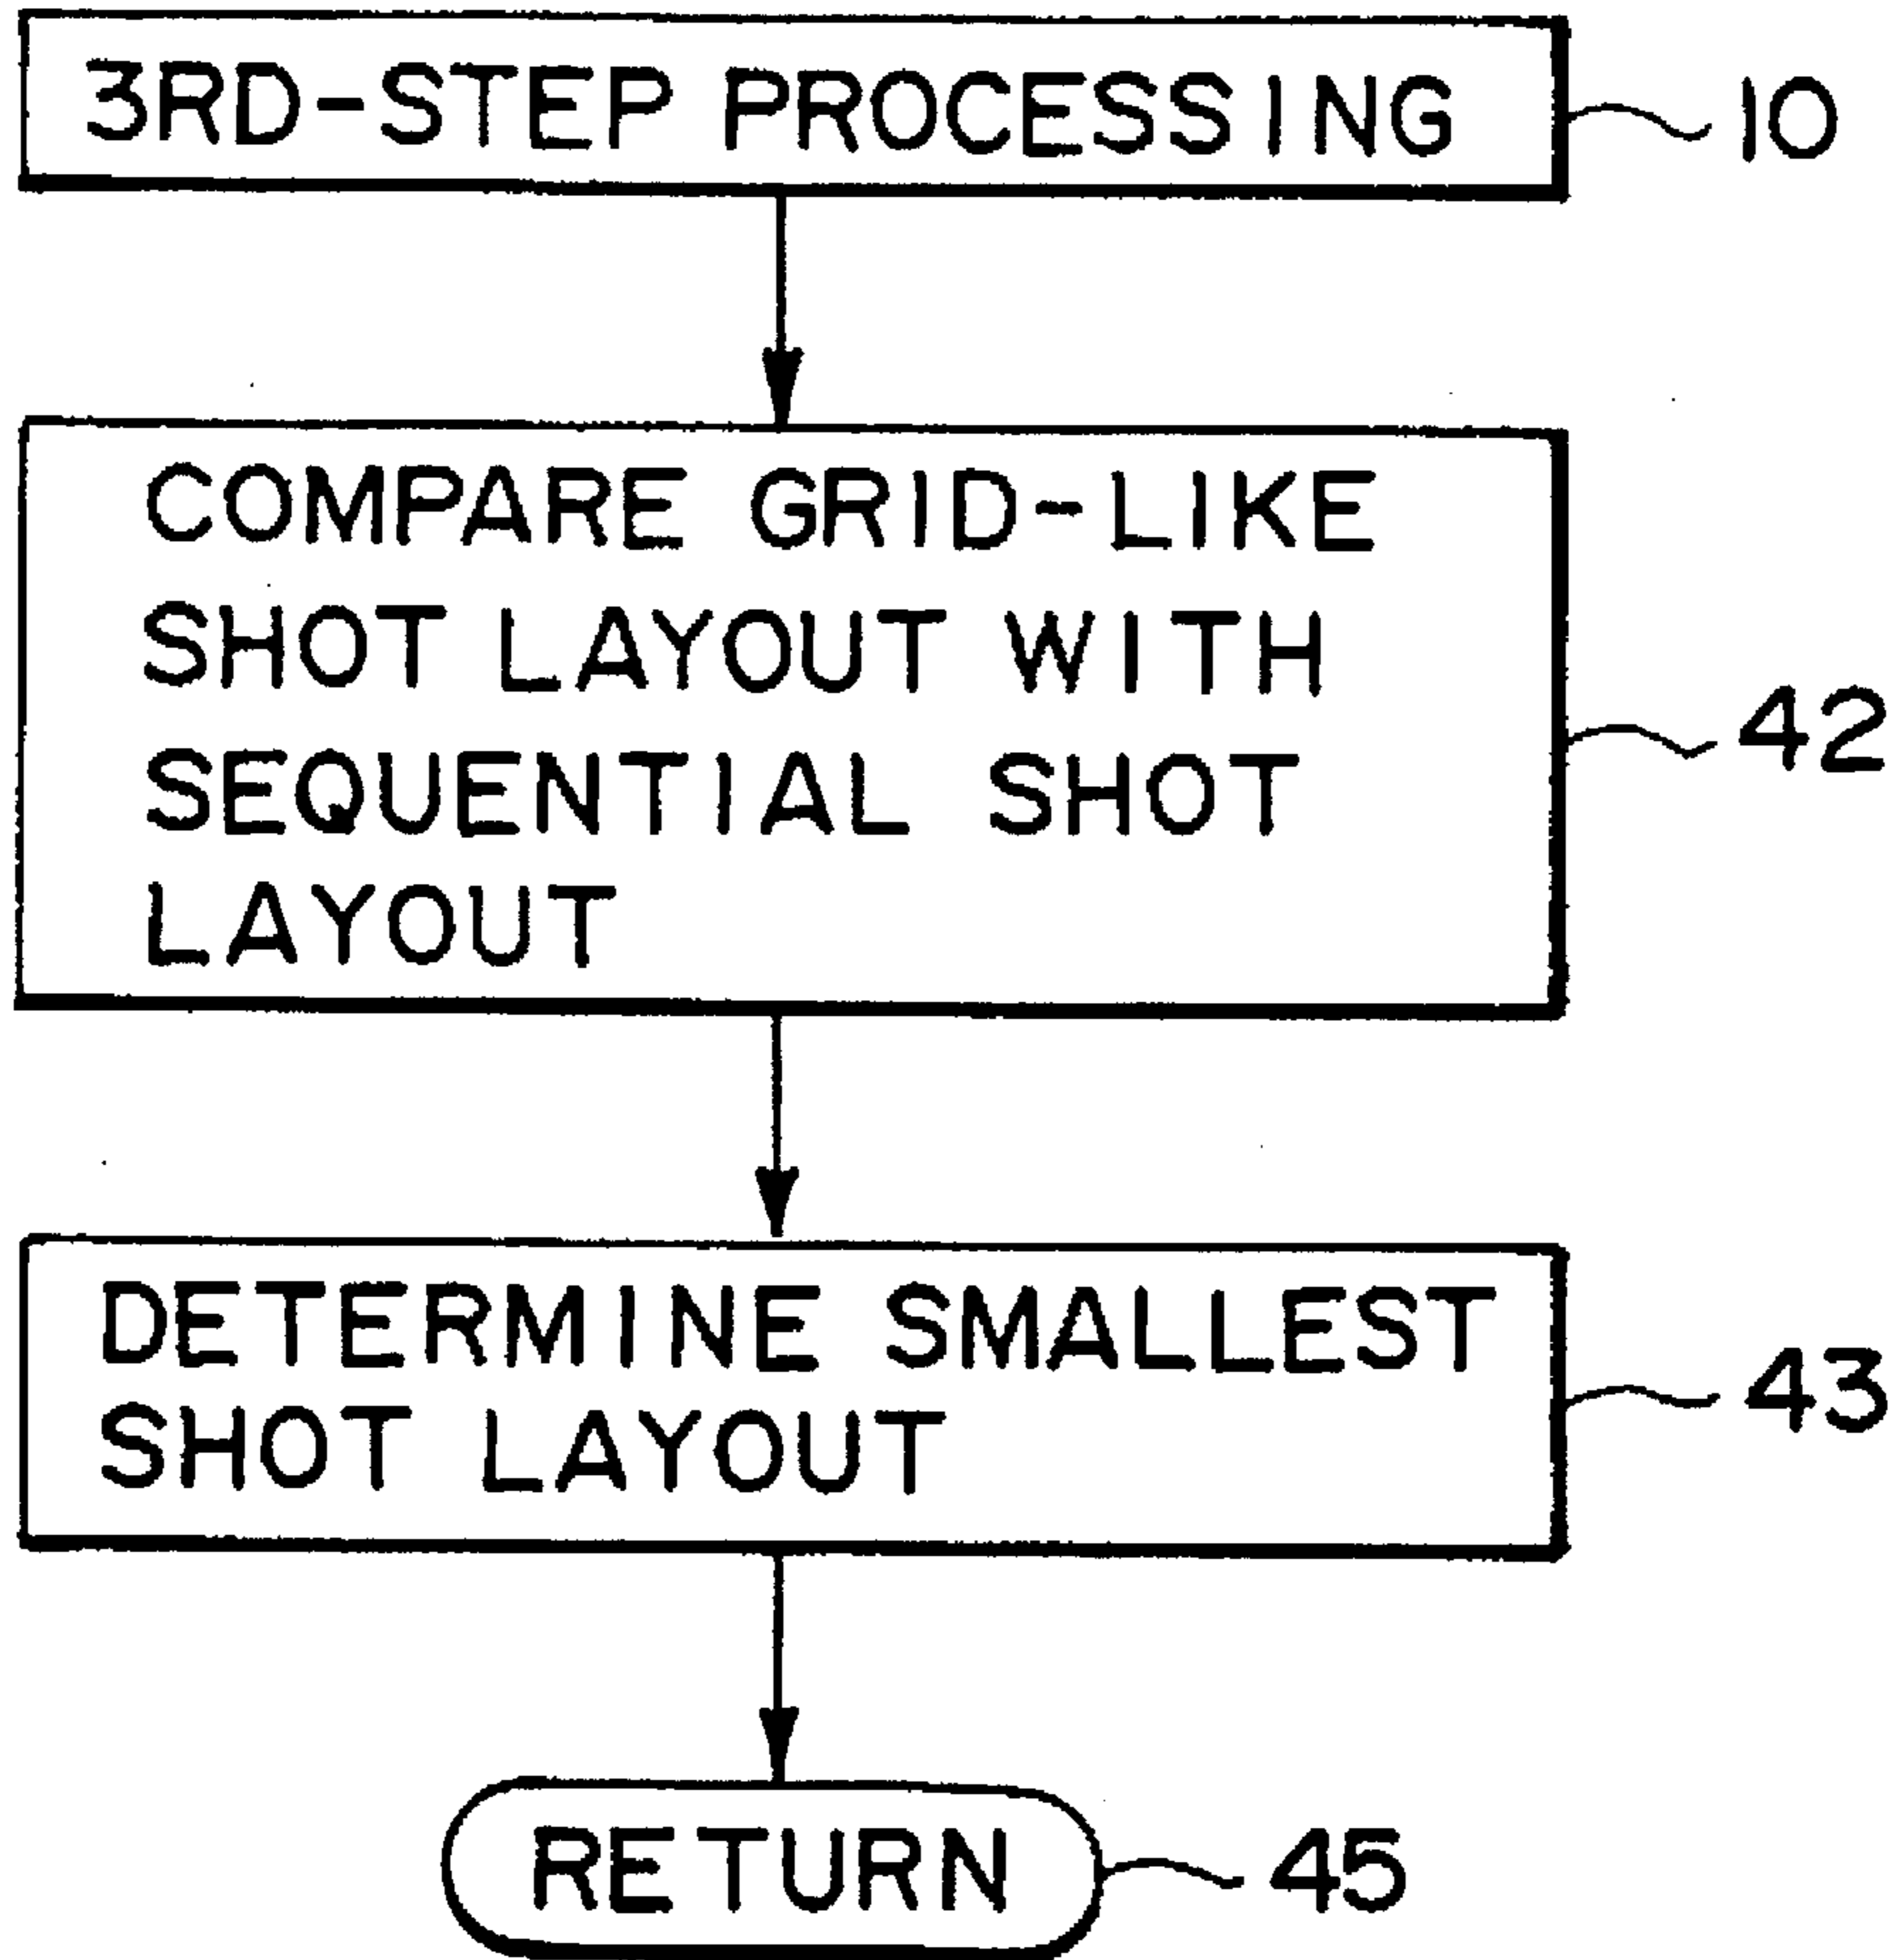 3RD-STEP PROCESSING
10
COMPARE GRID-LIKE
SHOT LAYOUT WITH
SEQUENTIAL SHOT
LAYOUT
42
DETERMINE SMALLEST
SHOT LAYOUT
43
RETURN
45